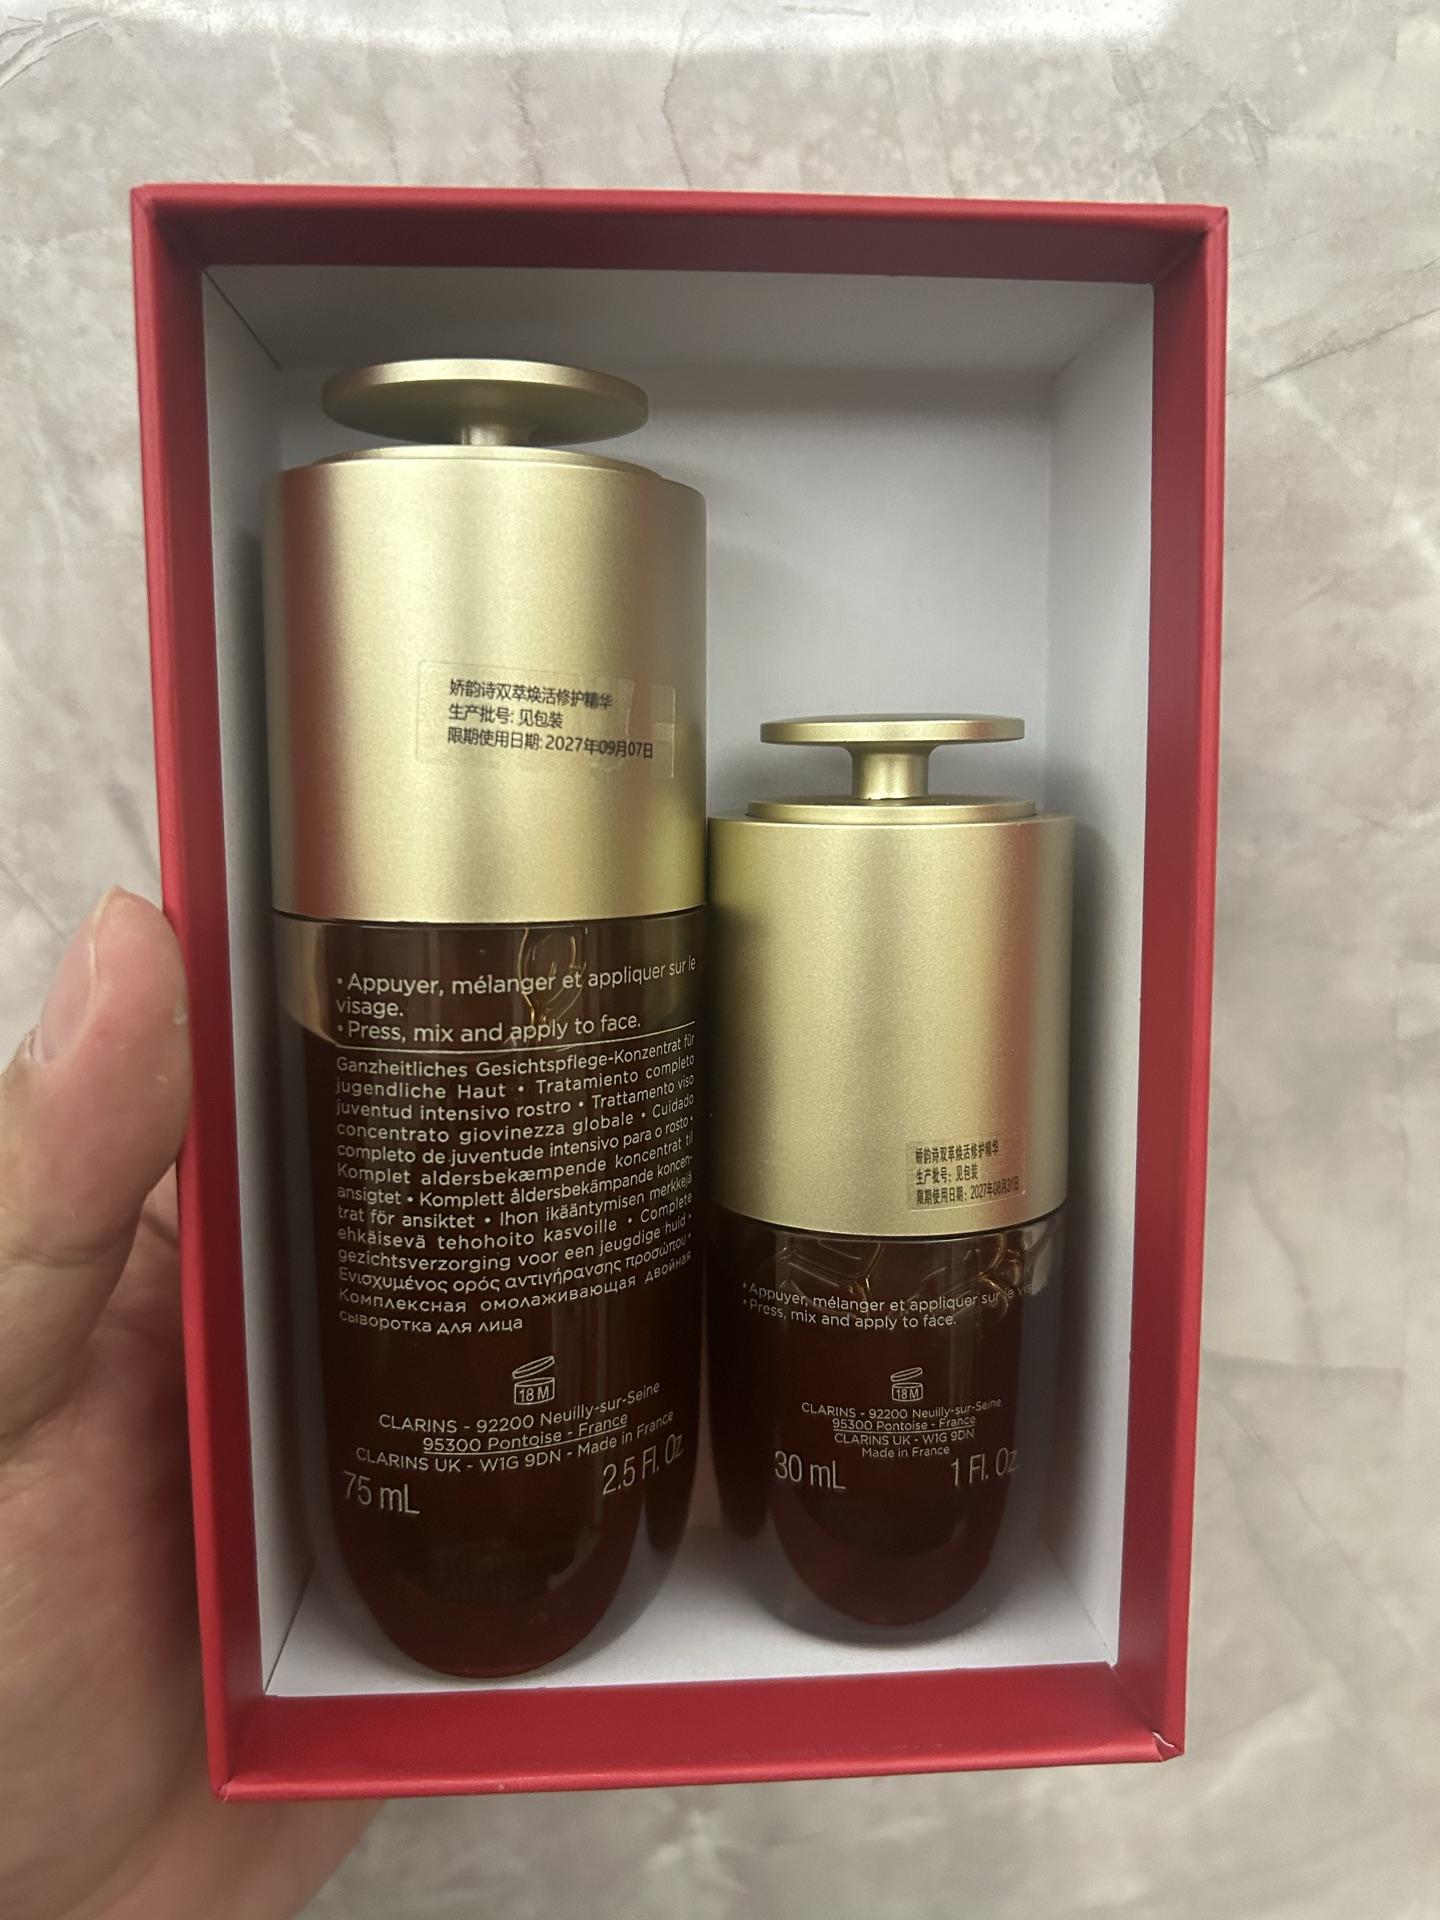 娇韵诗双萃焕活修护精华
生产批号: 见包装
限期使用日期: 2027年09月07日
• Appuyer, mélanger et appliquer sur le
visage.
• Press, mix and apply to face.
Ganzheitliches Gesichtspflege-Konzentrat für
jugendliche Haut • Tratamiento completo
juventud intensivo rostro • Trattamento viso
concentrato giovinezza globale • Cuidado
completo de juventude intensivo para o rosto •
Komplet aldersbekæmpende koncentrat til
ansigtet • Komplett åldersbekämpande koncen-
trat för ansiktet • Ihon ikääntymisen merkkejä
ehkäisevä tehohoito kasvoille • Complete
gezichtsverzorging voor een jeugdige huid •
Ενισχυμένος ορός αντιγήρανσης προσώπου •
Комплексная омолаживающая двойная
сыворотка для лица
18 M
CLARINS - 92200 Neuilly-sur-Seine
95300 Pontoise - France
CLARINS UK - W1G 9DN - Made in France
75 mL 2.5 Fl. Oz.
娇韵诗双萃焕活修护精华
生产批号: 见包装
限期使用日期: 2027年08月31日
• Appuyer, mélanger et appliquer sur le
• Press, mix and apply to face.
18 M
CLARINS - 92200 Neuilly-sur-Seine
95300 Pontoise - France
CLARINS UK - W1G 9DN
Made in France
30 mL 1 Fl. Oz.